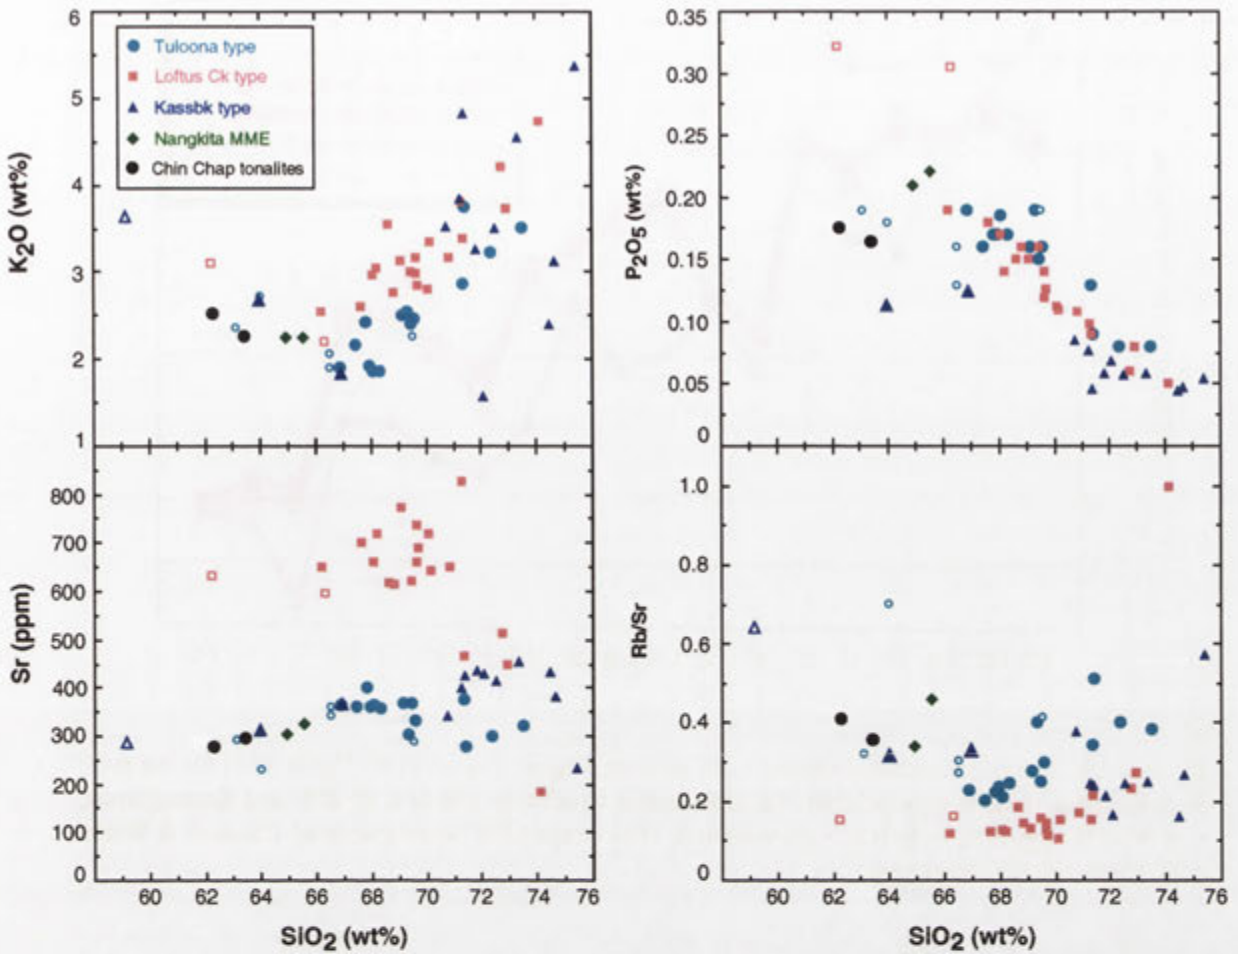 6
5
4
3
2
1
K2O (wt%)
Tuloona type
Loftus Ck type
Kassbk type
Nangkita MME
Chin Chap tonalites
0.35
0.30
0.25
0.20
0.15
0.10
0.05
0
P2O5 (wt%)
800
700
600
500
400
300
200
100
0
Sr (ppm)
60 62 64 66 68 70 72 74 76
SiO2 (wt%)
1.0
0.8
0.6
0.4
0.2
0
Rb/Sr
60 62 64 66 68 70 72 74 76
SiO2 (wt%)